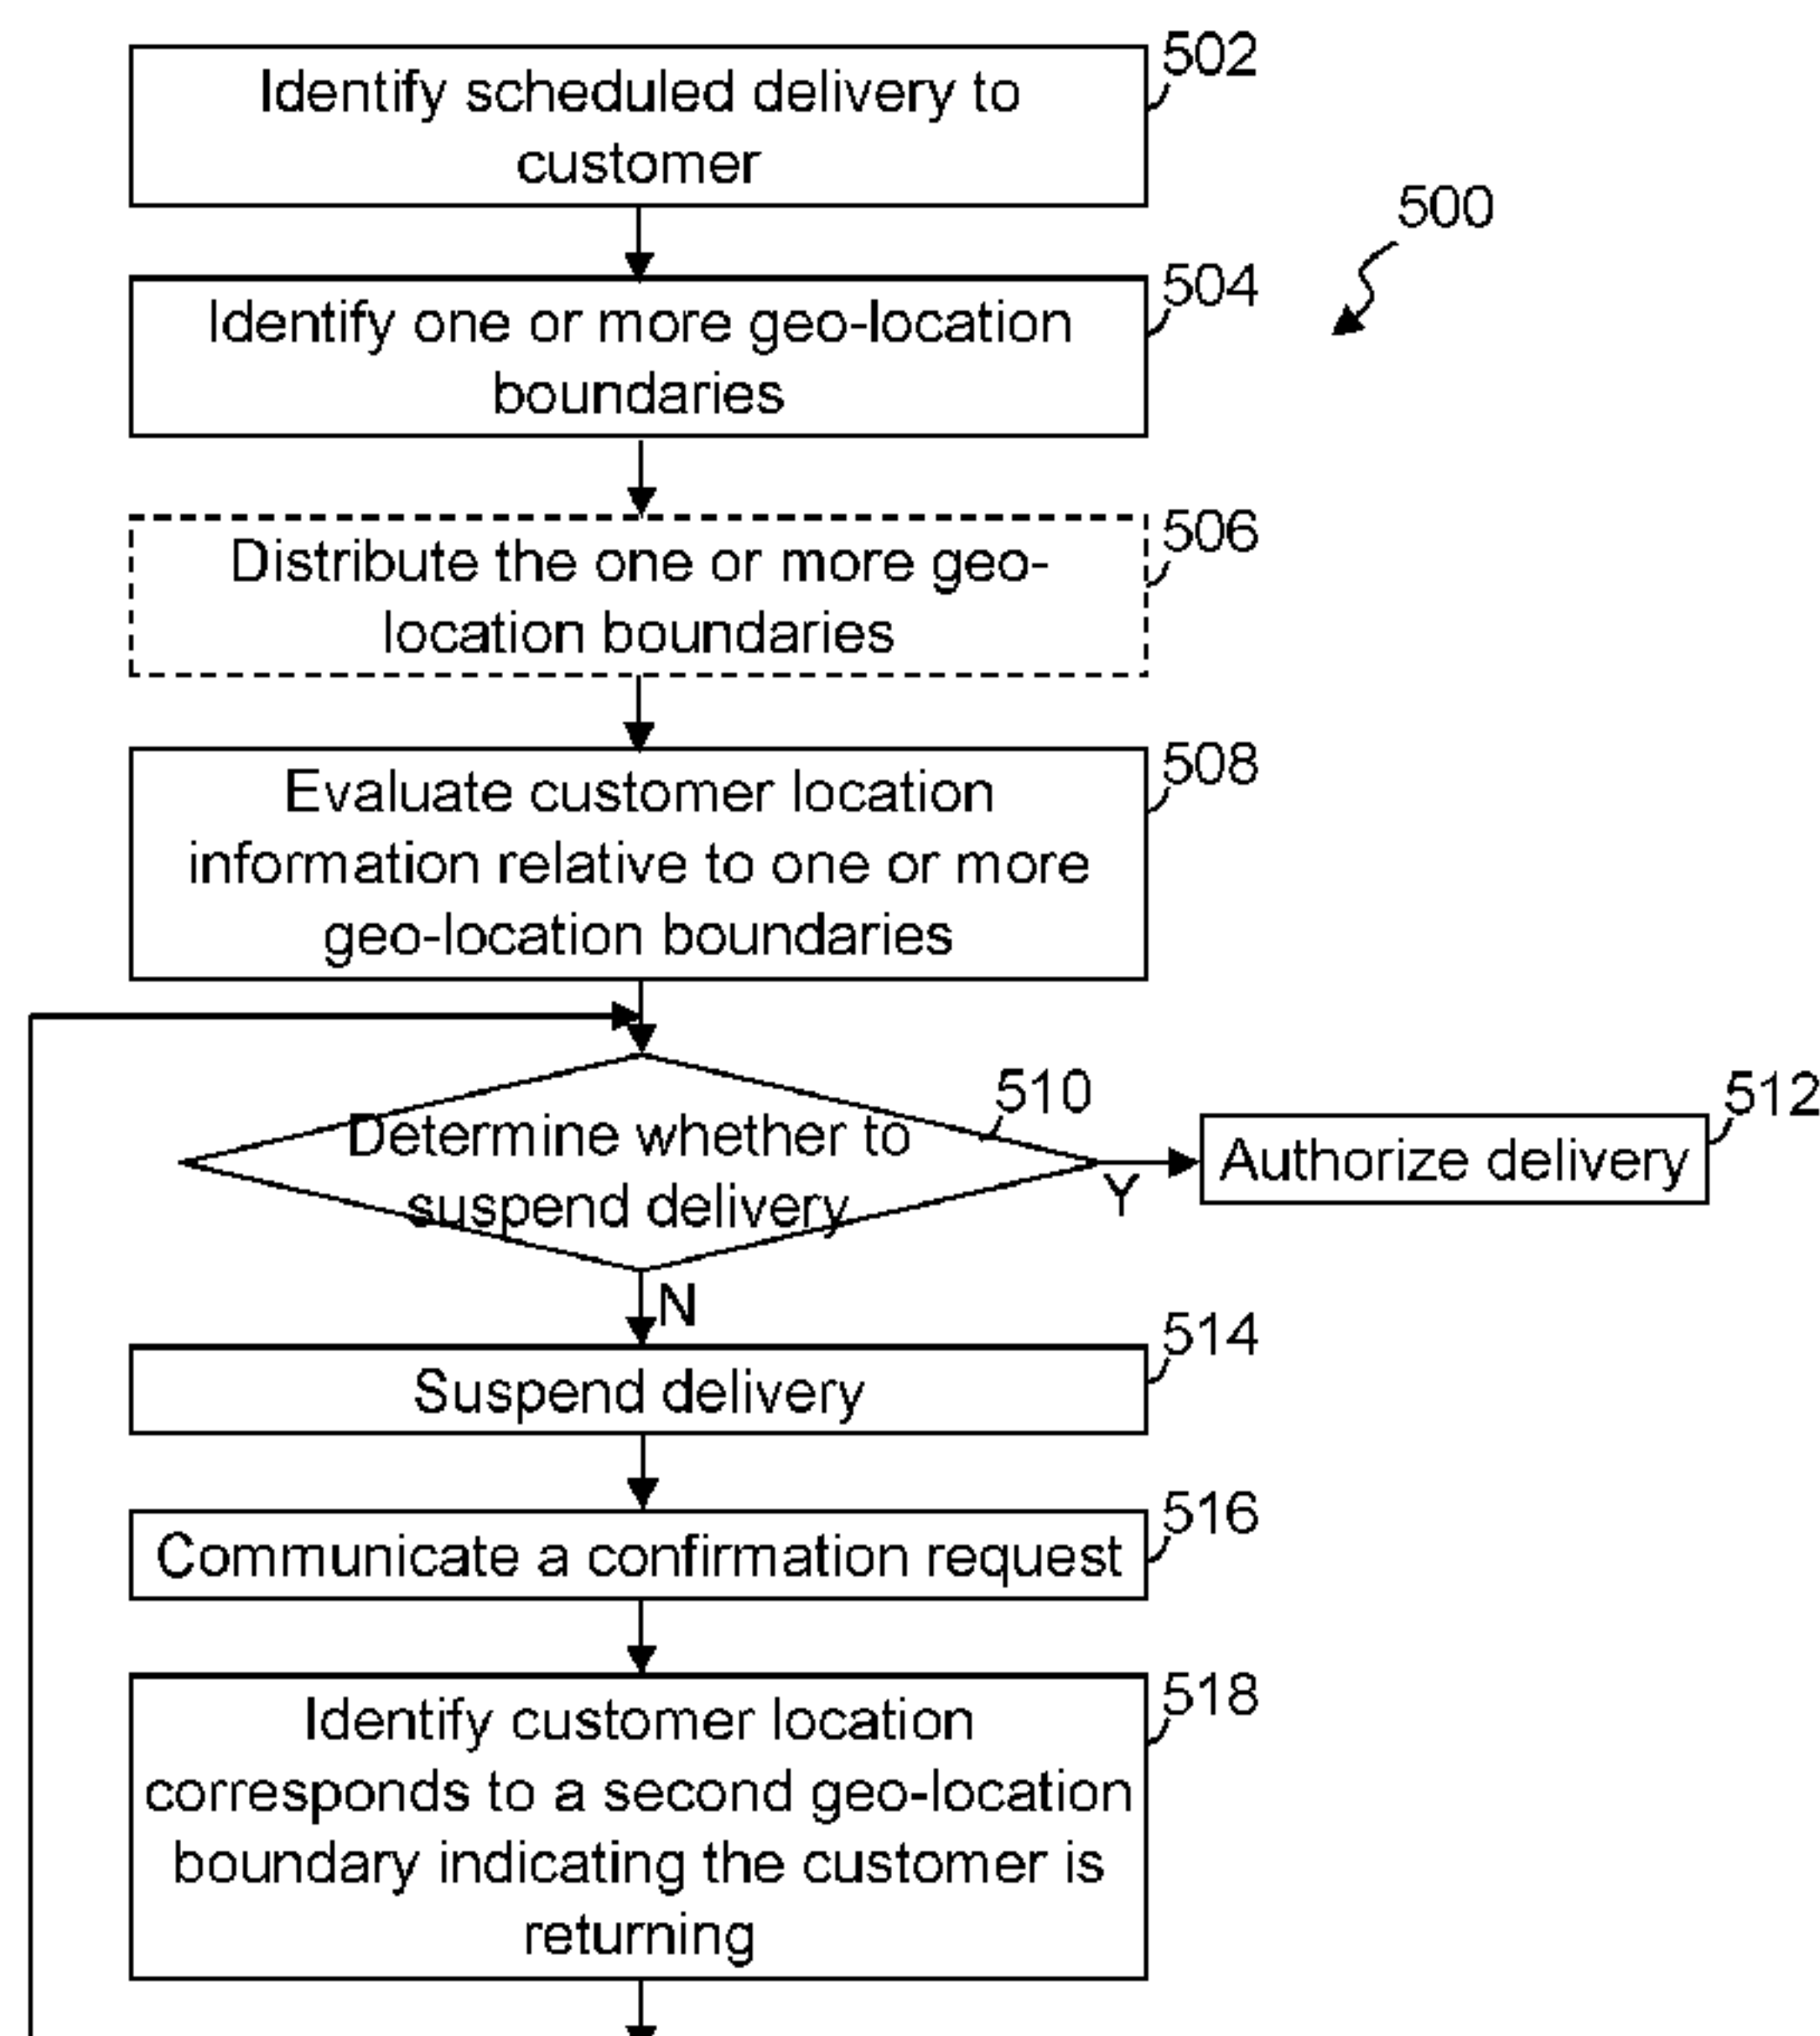 502
Identify scheduled delivery to
customer
500
504
Identify one or more geo-location
boundaries
506
Distribute the one or more geo-
location boundaries
508
Evaluate customer location
information relative to one or more
geo-location boundaries
510
Determine whether to
suspend delivery
Y
512
Authorize delivery
N
514
Suspend delivery
516
Communicate a confirmation request
518
Identify customer location
corresponds to a second geo-location
boundary indicating the customer is
returning